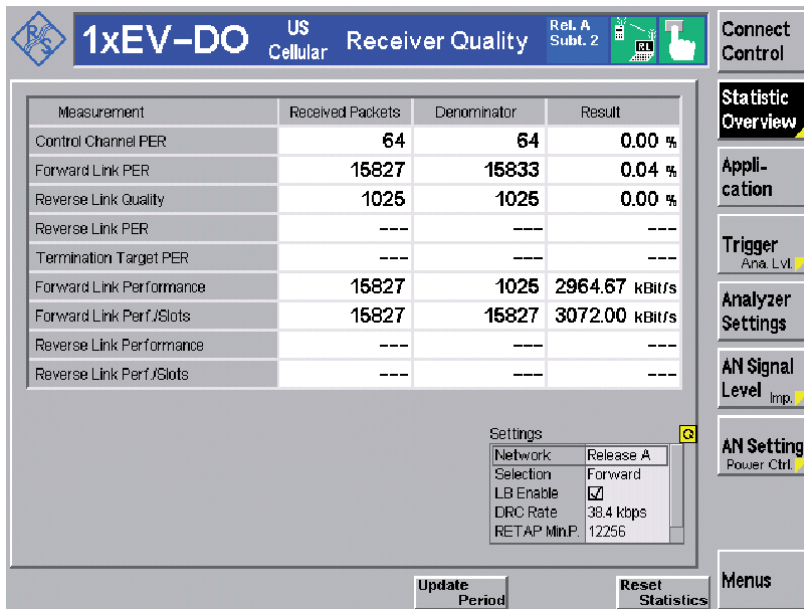 R&S
1xEV-DO
US
Cellular
Receiver Quality
Rel. A
Subt. 2
RL
Connect
Control
Measurement Received Packets Denominator Result
Control Channel PER 64 64 0.00 %
Forward Link PER 15827 15833 0.04 %
Reverse Link Quality 1025 1025 0.00 %
Reverse Link PER --- --- ---
Termination Target PER --- --- ---
Forward Link Performance 15827 1025 2964.67 kBit/s
Forward Link Perf./Slots 15827 15827 3072.00 kBit/s
Reverse Link Performance --- --- ---
Reverse Link Perf./Slots --- --- ---
Statistic
Overview
Appli-
cation
Trigger
Ana. Lvl.
Analyzer
Settings
AN Signal
Level Imp.
AN Setting
Power Ctrl.
Settings Q
Network Release A
Selection Forward
LB Enable ☑
DRC Rate 38.4 kbps
RETAP Min.P. 12256
Update
Period
Reset
Statistics
Menus